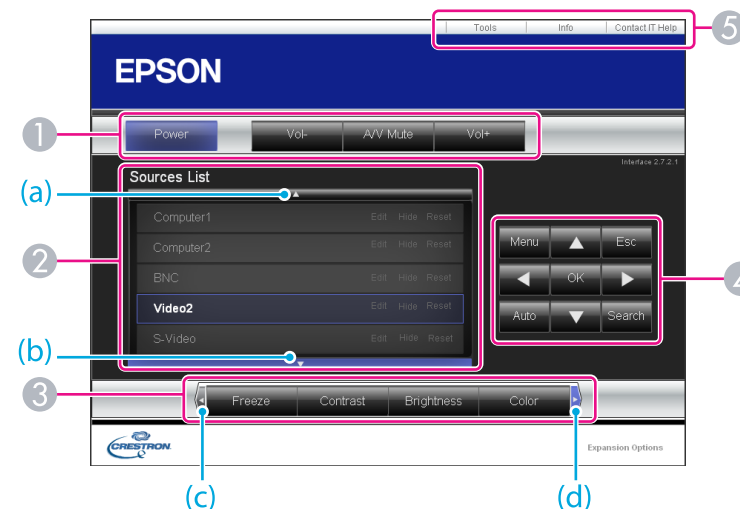 Tools Info Contact IT Help 5
EPSON
1 Power Vol- A/V Mute Vol+
Interface 2.7.2.1
Sources List
(a)
Computer1 Edit Hide Reset
Computer2 Edit Hide Reset
2 BNC Edit Hide Reset
Video2 Edit Hide Reset
S-Video Edit Hide Reset
(b)
Menu Esc
OK 4
Auto Search
3 Freeze Contrast Brightness Color
CRESTRON
Expansion Options
(c) (d)